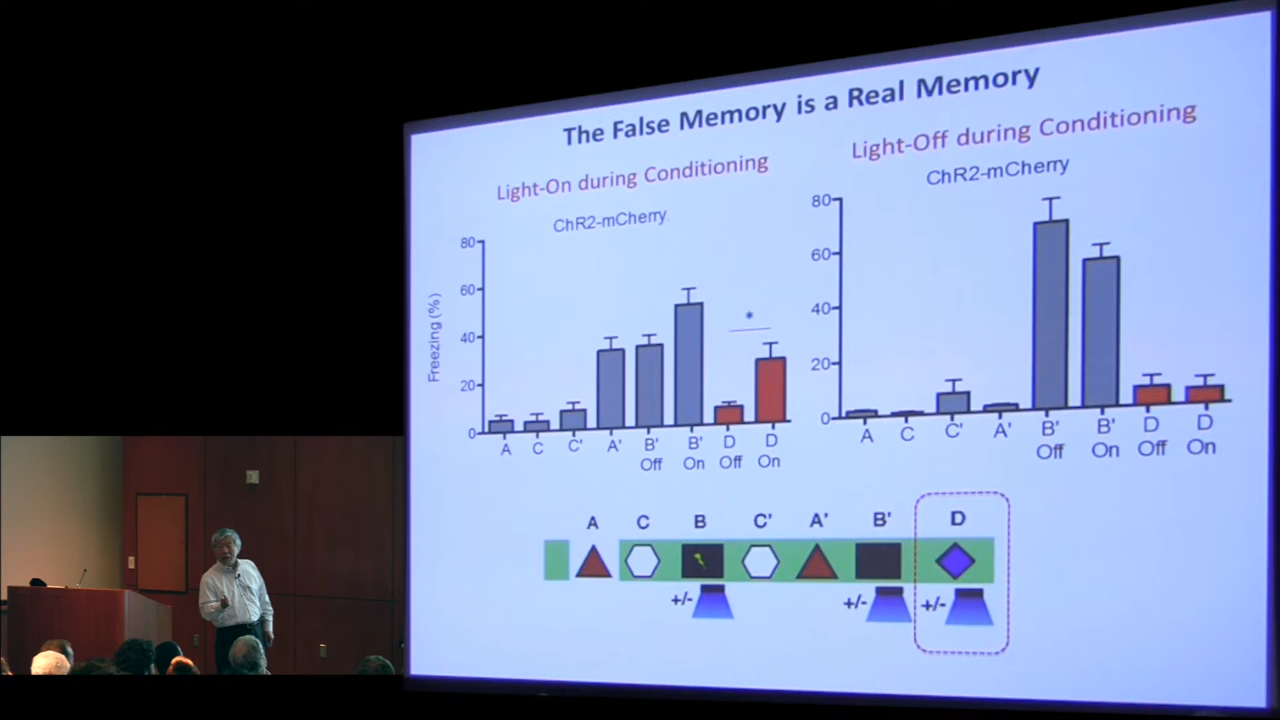 The False Memory is a Real Memory
Light-On during Conditioning
ChR2-mCherry
80
60
40
20
0
Freezing (%)
A C C' A' B' B' D D
Off On Off On
*
Light-Off during Conditioning
ChR2-mCherry
80
60
40
20
0
A C C' A' B' B' D D
Off On Off On
A C B C' A' B' D
+/- +/- +/-